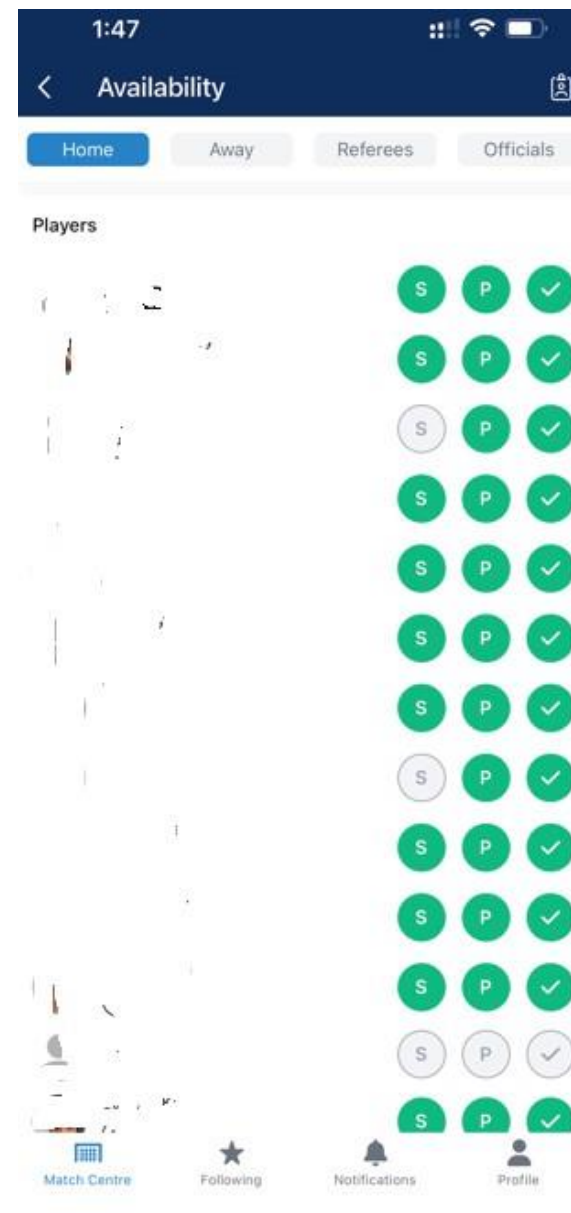 1:47
Availability
Home Away Referees Officials
Players
S P
S P
S P
S P
S P
S P
S P
S P
S P
S P
S P
S P
S P
Match Centre Following Notifications Profile